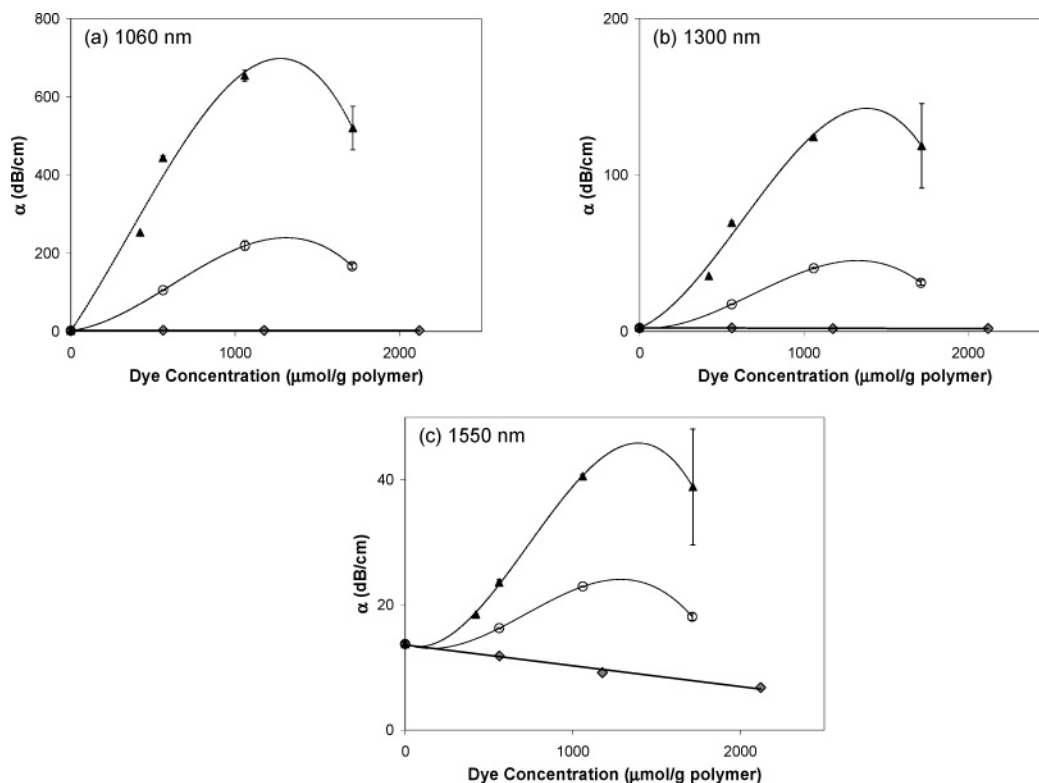 (a) 1060 nm
800
600
400
200
0
α (dB/cm)
0 1000 2000
Dye Concentration (μmol/g polymer)
(b) 1300 nm
200
100
0
α (dB/cm)
0 1000 2000
Dye Concentration (μmol/g polymer)
(c) 1550 nm
40
20
0
α (dB/cm)
0 1000 2000
Dye Concentration (μmol/g polymer)